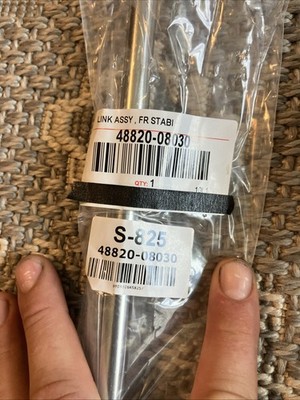 LINK ASSY , FR STABI
48820-08030
QTY: 1
S-825
48820-08030